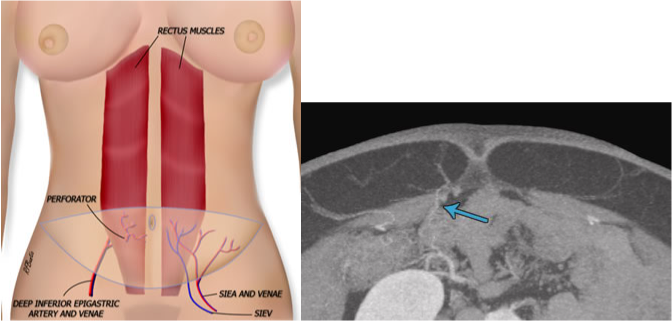 RECTUS MUSCLES
PERFORATOR
DEEP INFERIOR EPIGASTRIC
ARTERY AND VENAE
SIEA AND VENAE
SIEV